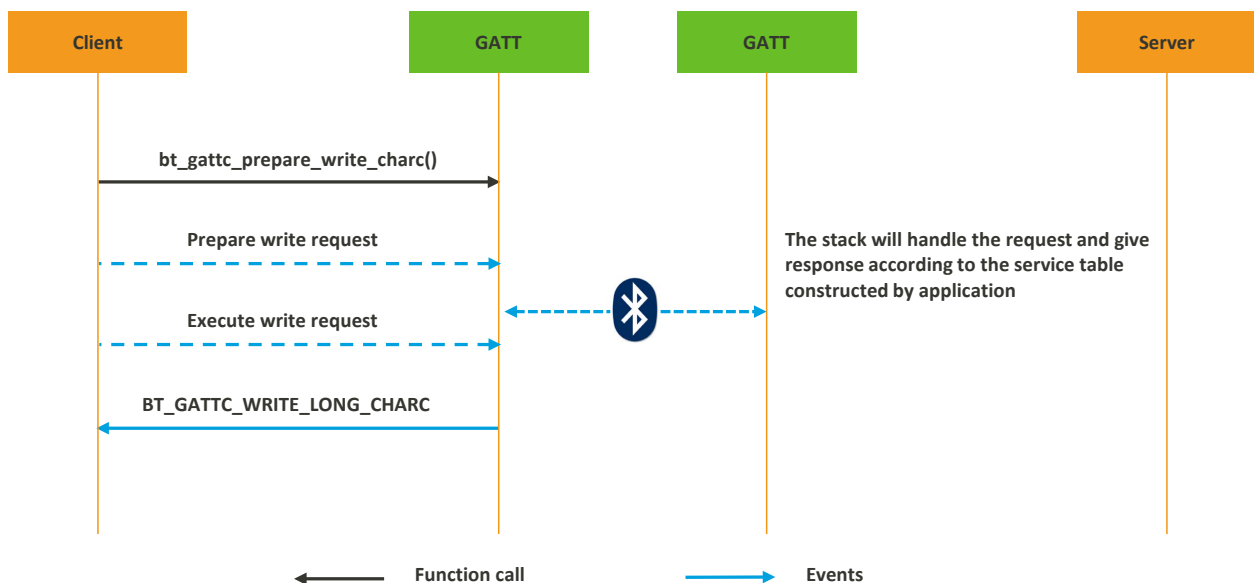 Client
GATT
GATT
Server
bt_gattc_prepare_write_charc()
Prepare write request
The stack will handle the request and give
response according to the service table
constructed by application
Execute write request
BT_GATTC_WRITE_LONG_CHARC
Function call
Events